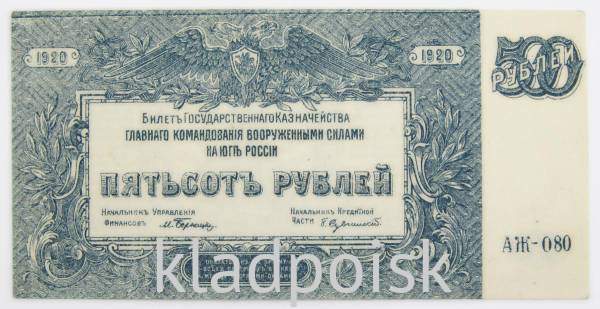 1920
1920
500
РУБЛЕЙ
БИЛЕТЪ ГОСУДАРСТВЕННАГО КАЗНАЧЕЙСТВА
ГЛАВНАГО КОМАНДОВАНІЯ ВООРУЖЕННЫМИ СИЛАМИ
НА ЮГѢ РОССІИ
ПЯТЬСОТЪ РУБЛЕЙ
НАЧАЛЬНИКЪ УПРАВЛЕНІЯ
ФИНАНСОВЪ
НАЧАЛЬНИКЪ КРЕДИТНОЙ
ЧАСТИ
АЖ-080
kladpoisk